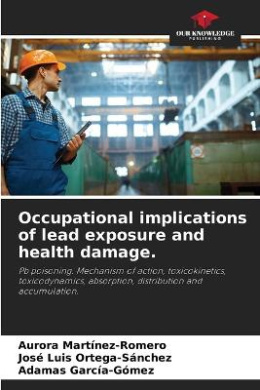 OUR KNOWLEDGE
PUBLISHING
Occupational implications
of lead exposure and
health damage.
Pb poisoning. Mechanism of action, toxicokinetics,
toxicodynamics, absorption, distribution and
accumulation.
Aurora Martínez-Romero
José Luis Ortega-Sánchez
Adamas García-Gómez